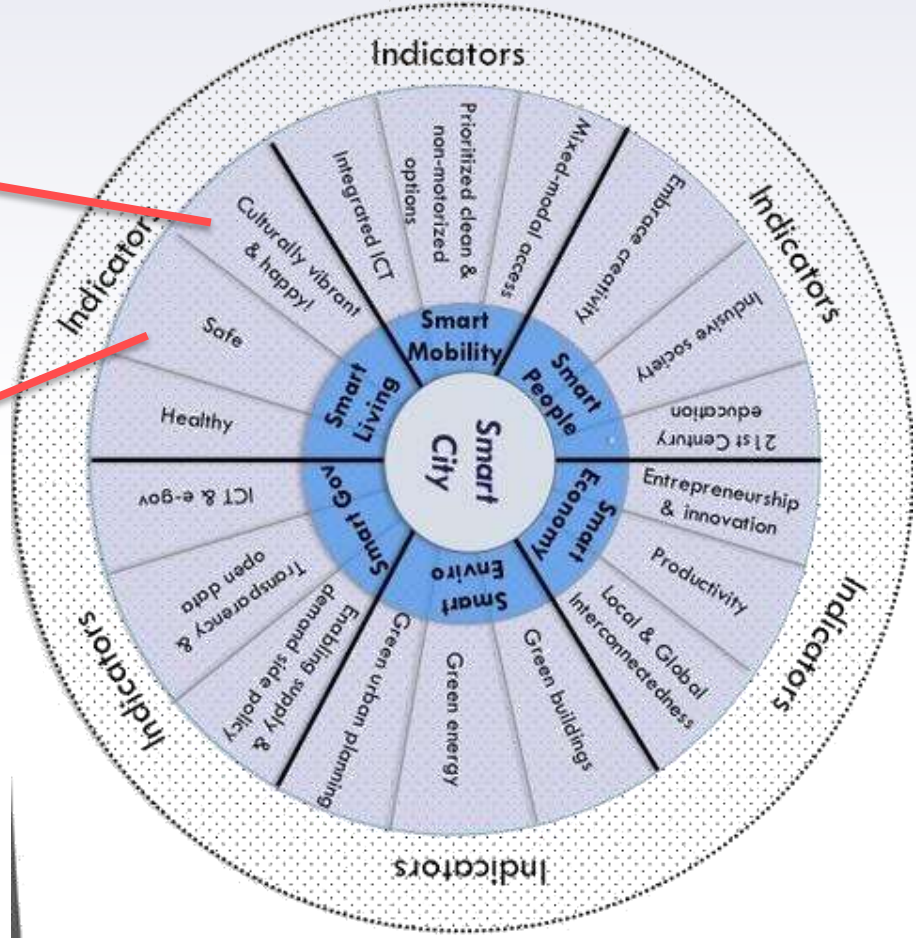 Indicators
Indicators
Indicators
Indicators
Indicators
Indicators
Smart
City
Smart
Mobility
Integrated ICT
Prioritized clean &
non-motorized
options
Mixed-modal access
Smart
People
Embrace creativity
Inclusive society
21st Century
education
Smart
Economy
Entrepreneurship
& innovation
Productivity
Local & Global
Interconnectedness
Smart
Enviro
Green buildings
Green energy
Green urban planning
Smart Gov
Enabling supply &
demand side policy
Transparency &
open data
ICT & e-gov
Smart
Living
Healthy
Safe
Culturally vibrant
& happy!